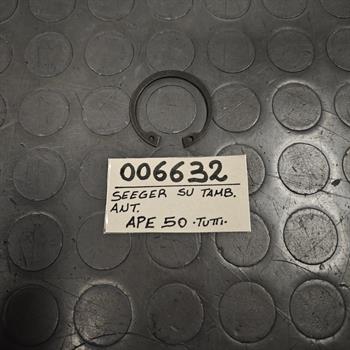 006632
SEEGER SU TAMB.
ANT.
APE 50 .TUTTI.